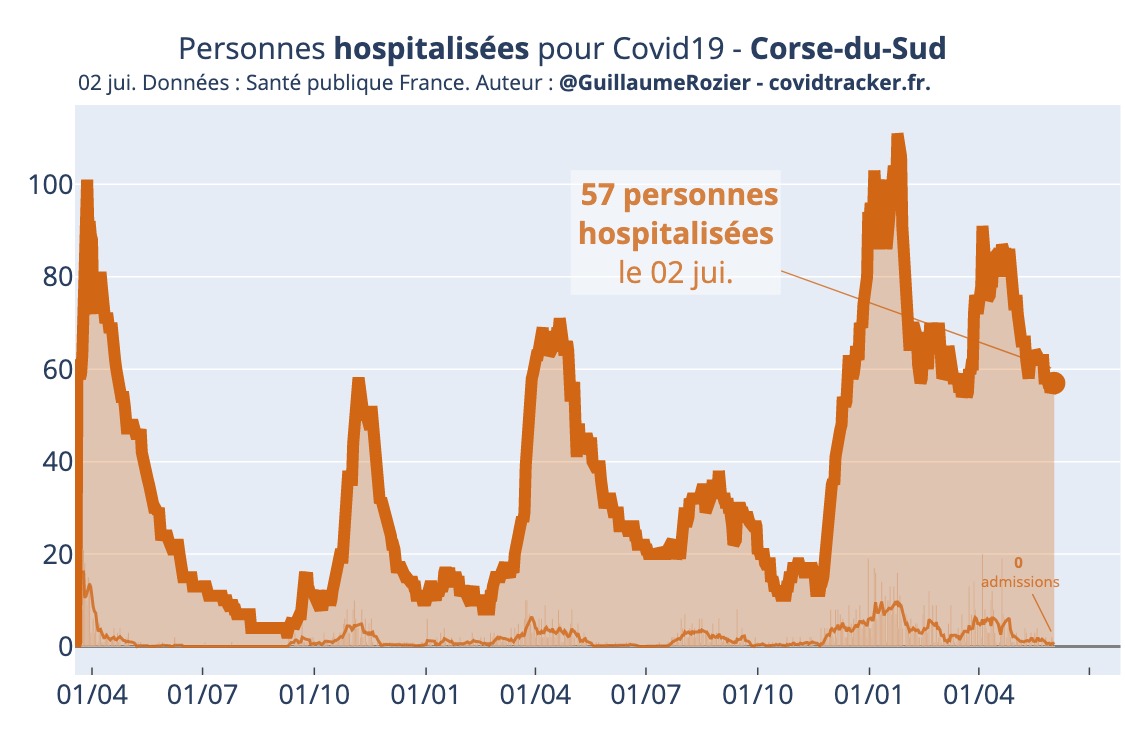 Personnes hospitalisées pour Covid19 - Corse-du-Sud
02 jui. Données : Santé publique France. Auteur : @GuillaumeRozier - covidtracker.fr.
100
80
60
40
20
0
57 personnes
hospitalisées
le 02 jui.
0
admissions
01/04 01/07 01/10 01/01 01/04 01/07 01/10 01/01 01/04